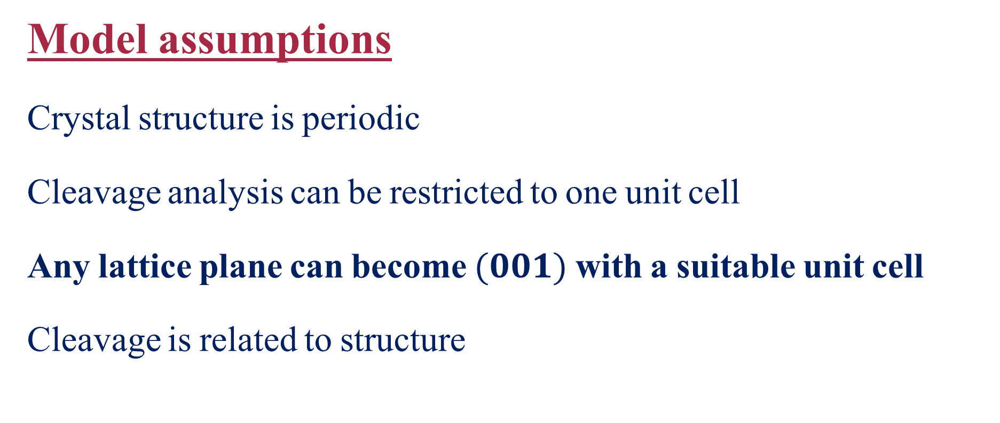 Model assumptions
Crystal structure is periodic
Cleavage analysis can be restricted to one unit cell
Any lattice plane can become (001) with a suitable unit cell
Cleavage is related to structure